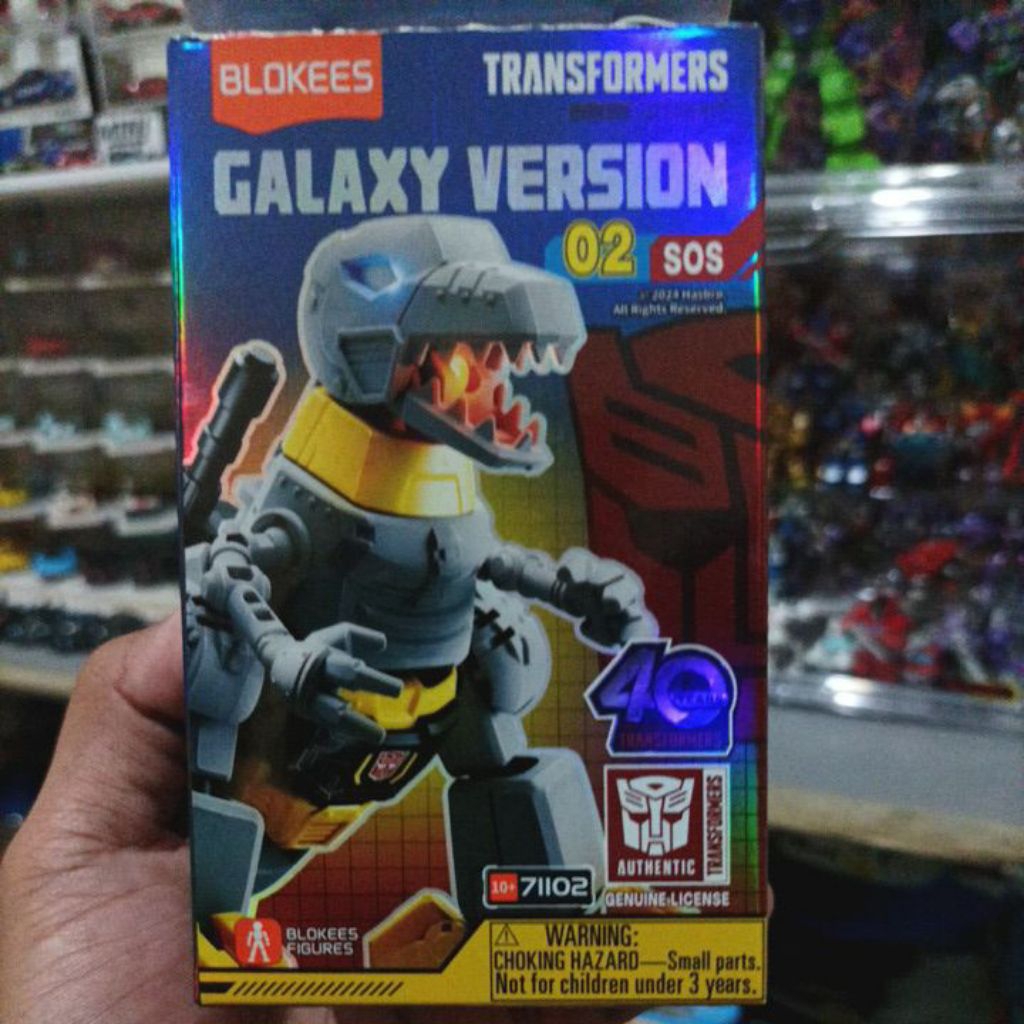 BLOKEES
TRANSFORMERS
GALAXY VERSION
02 SOS
© 2024 Hasbro.
All Rights Reserved.
40
YEARS
TRANSFORMERS
AUTHENTIC
TRANSFORMERS
GENUINE LICENSE
10+ 71102
BLOKEES
FIGURES
WARNING:
CHOKING HAZARD—Small parts.
Not for children under 3 years.